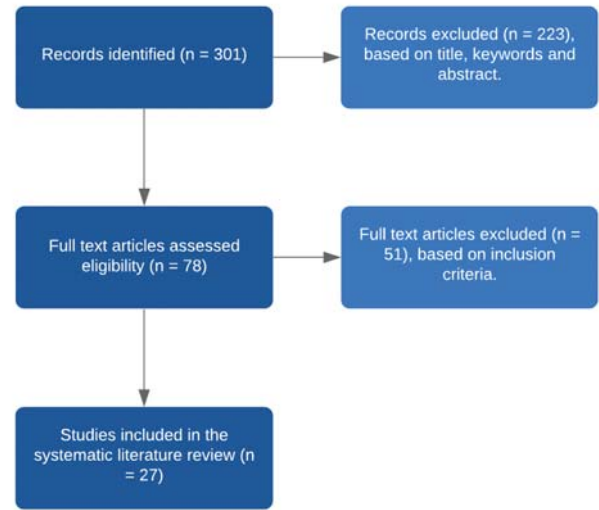 Records identified (n = 301)
Records excluded (n = 223),
based on title, keywords and
abstract.
Full text articles assessed
eligibility (n = 78)
Full text articles excluded (n =
51), based on inclusion
criteria.
Studies included in the
systematic literature review (n
= 27)